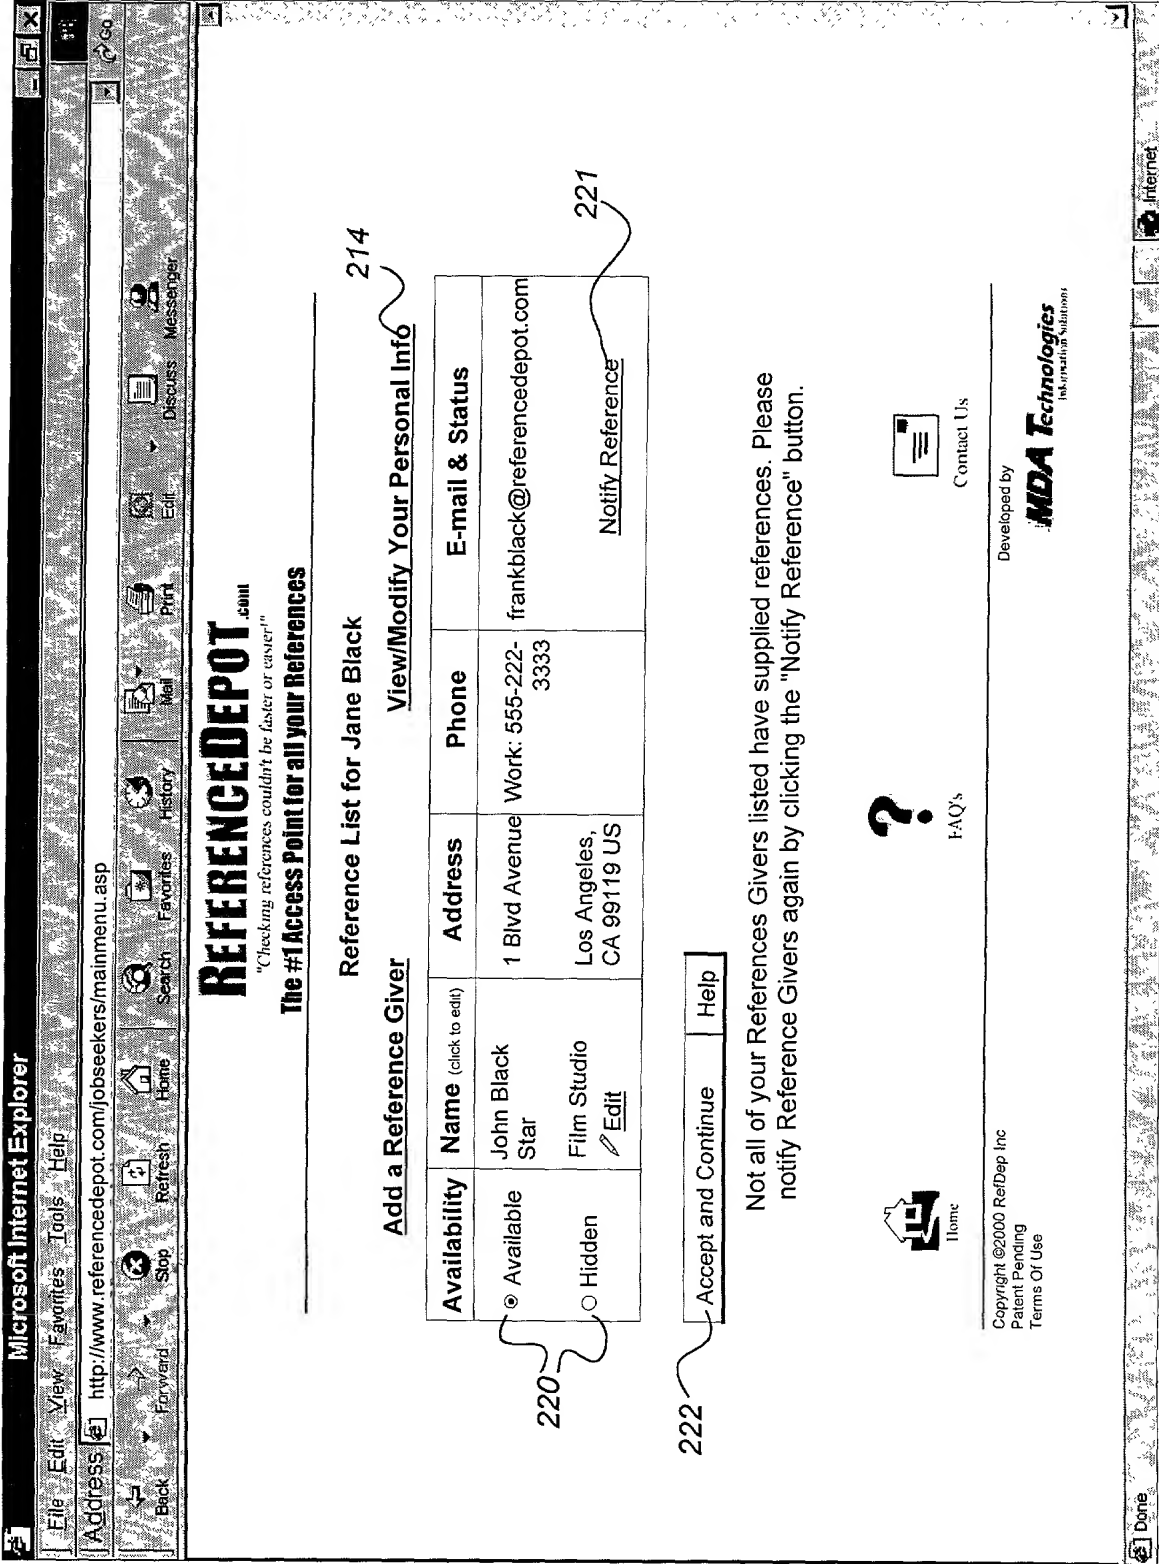 Microsoft Internet Explorer
File Edit View Favorites Tools Help
Address http://www.referencedepot.com/jobseekers/mainmenu.asp Go
Back Forward Stop Refresh Home Search Favorites History Mail Print Edit Discuss Messenger
REFERENCEDEPOT.com
"Checking references couldn't be faster or easier!"
The #1 Access Point for all your References
Reference List for Jane Black
214
Add a Reference Giver View/Modify Your Personal Info
Availability Name (click to edit) Address Phone E-mail & Status
Available John Black Star 1 Blvd Avenue Work: 555-222-3333 frankblack@referencedepot.com
Hidden Film Studio Los Angeles, CA 99119 US
Edit Notify Reference
220
221
222
Accept and Continue Help
Not all of your References Givers listed have supplied references. Please
notify Reference Givers again by clicking the "Notify Reference" button.
Home FAQ's Contact Us
Copyright ©2000 RefDep Inc
Patent Pending
Terms Of Use
Developed by
MDA Technologies
Information Solutions
Done Internet